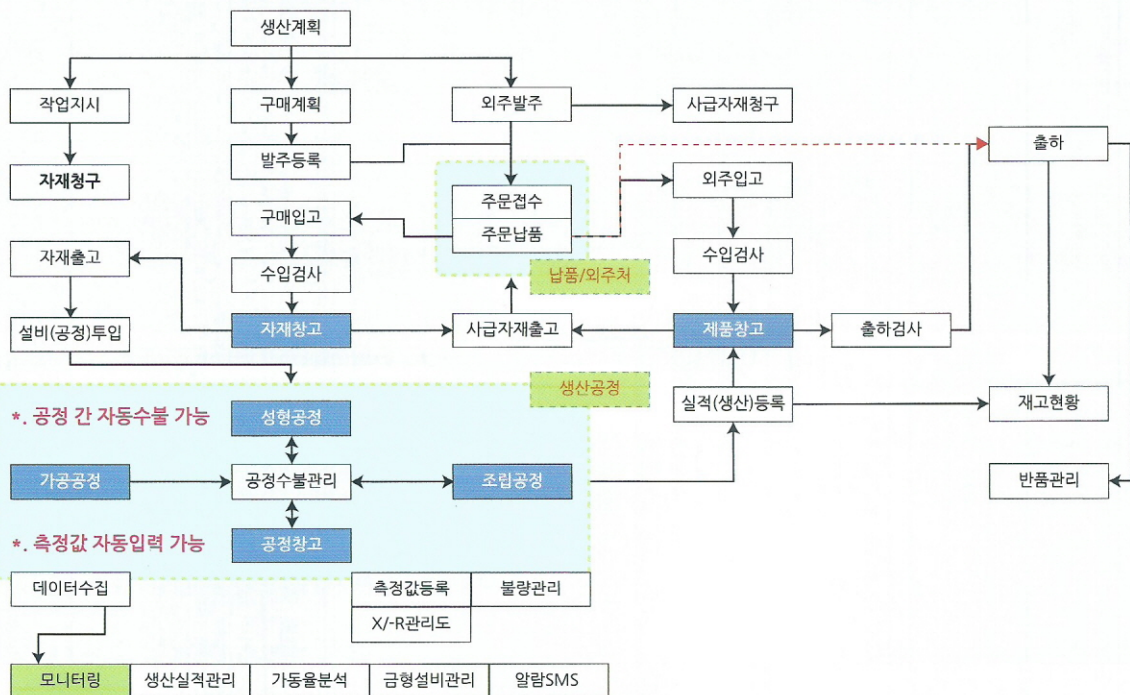 생산계획
작업지시
구매계획
외주발주
사급자재청구
발주등록
출하
자재청구
외주입고
주문접수
구매입고
주문납품
자재출고
수입검사
수입검사
납품/외주처
설비(공정)투입
자재창고
사급자재출고
제품창고
출하검사
생산공정
*. 공정 간 자동수불 가능
성형공정
실적(생산)등록
재고현황
가공공정
공정수불관리
조립공정
반품관리
*. 측정값 자동입력 가능
공정창고
데이터수집
측정값등록
불량관리
X/-R관리도
모니터링
생산실적관리
가동율분석
금형설비관리
알람SMS